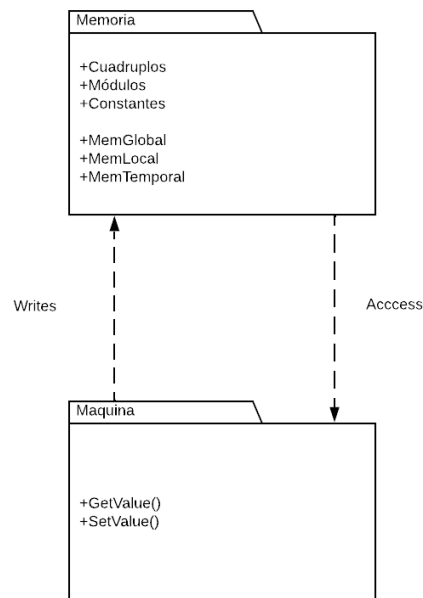 Memoria
+Cuadruplos
+Módulos
+Constantes
+MemGlobal
+MemLocal
+MemTemporal
Writes
Acccess
Maquina
+GetValue()
+SetValue()